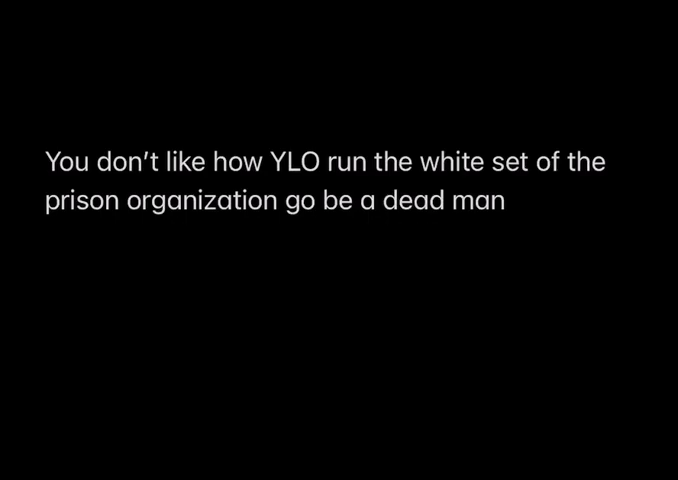 You don’t like how YLO run the white set of the
prison organization go be a dead man